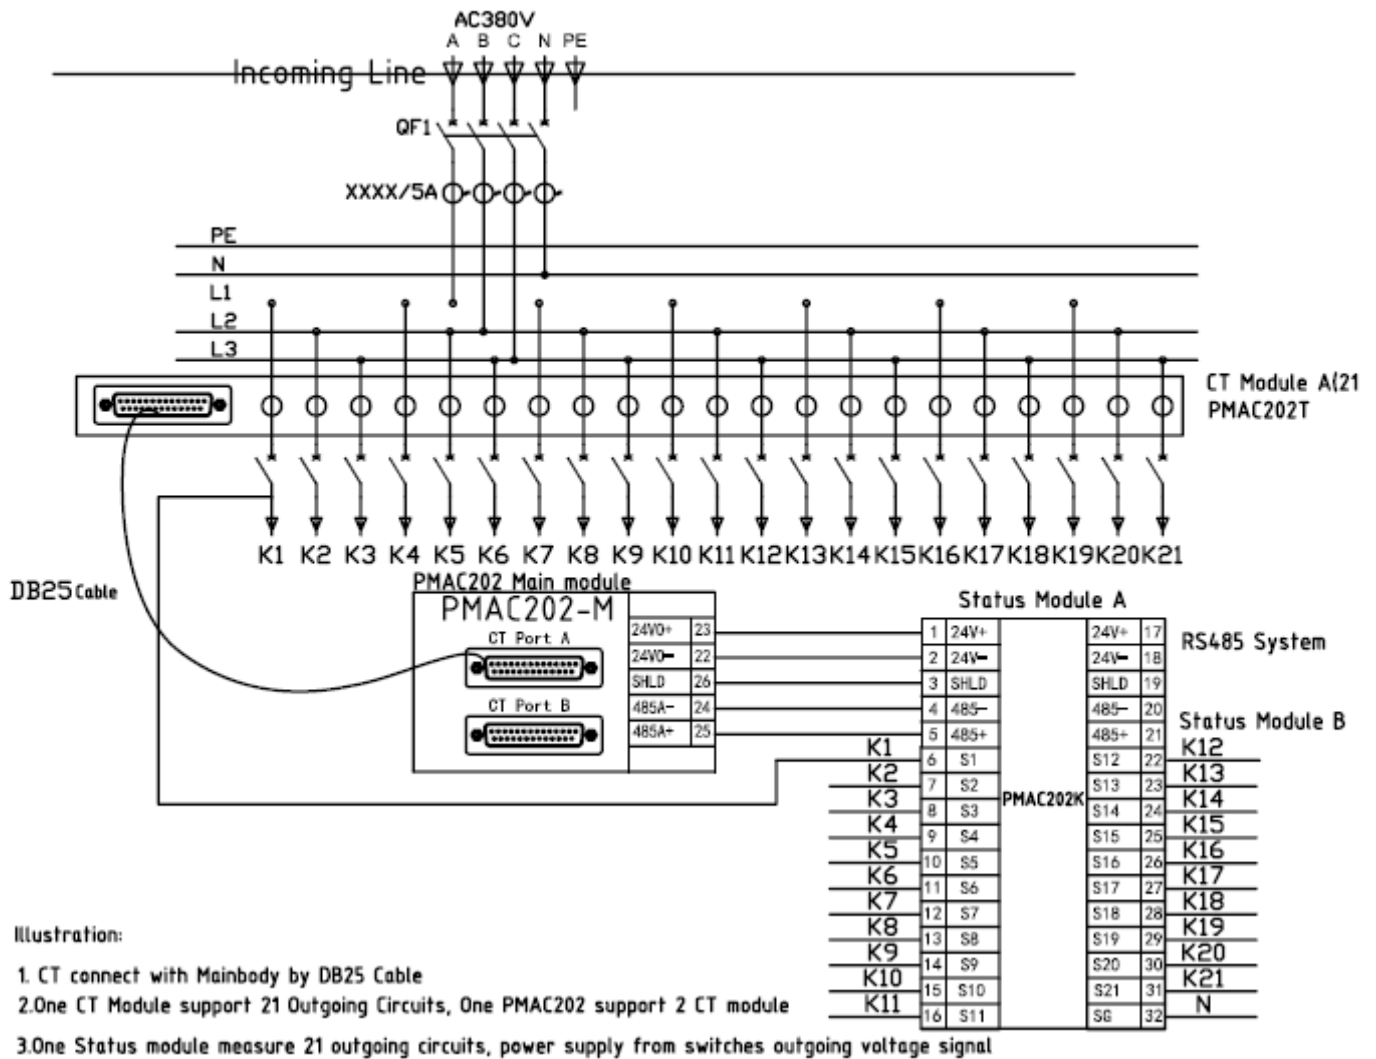 AC380V
A B C N PE
Incoming Line
QF1
XXXX/5A
PE
N
L1
L2
L3
CT Module A(21
PMAC202T
K1 K2 K3 K4 K5 K6 K7 K8 K9 K10 K11 K12 K13 K14 K15 K16 K17 K18 K19 K20 K21
DB25 Cable
PMAC202 Main module
PMAC202-M
CT Port A
CT Port B
24V0+ 23
24V0- 22
SHLD 26
485A- 24
485A+ 25
Status Module A
PMAC202K
1 24V+ 24V+ 17
2 24V- 24V- 18
3 SHLD SHLD 19
4 485- 485- 20
5 485+ 485+ 21
K1 6 S1 S12 22 K12
K2 7 S2 S13 23 K13
K3 8 S3 S14 24 K14
K4 9 S4 S15 25 K15
K5 10 S5 S16 26 K16
K6 11 S6 S17 27 K17
K7 12 S7 S18 28 K18
K8 13 S8 S19 29 K19
K9 14 S9 S20 30 K20
K10 15 S10 S21 31 K21
K11 16 S11 SG 32 N
RS485 System
Status Module B
Illustration:
1. CT connect with Mainbody by DB25 Cable
2.One CT Module support 21 Outgoing Circuits, One PMAC202 support 2 CT module
3.One Status module measure 21 outgoing circuits, power supply from switches outgoing voltage signal